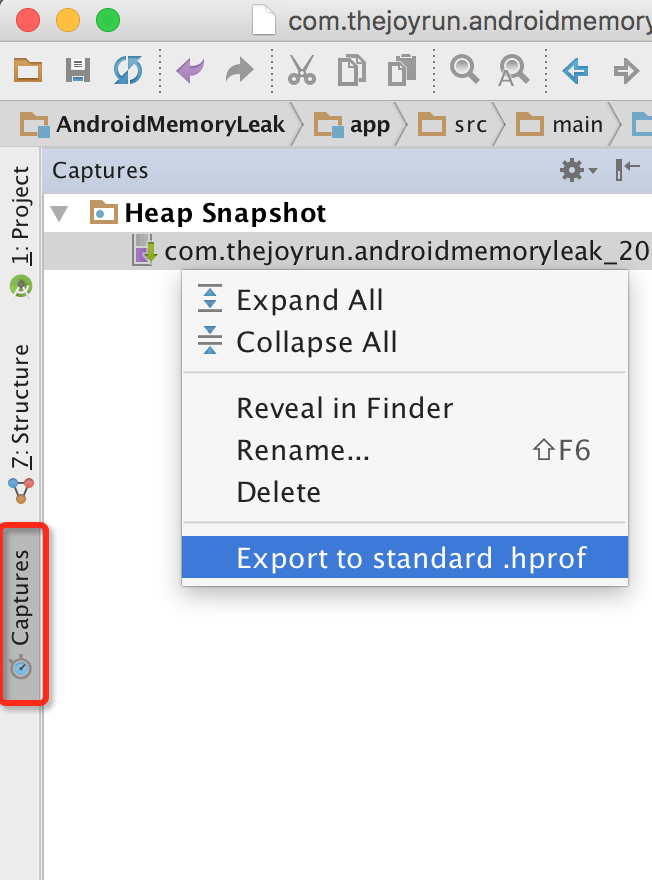 com.thejoyrun.androidmemory
AndroidMemoryLeak app src main
Captures
1: Project
Heap Snapshot
com.thejoyrun.androidmemoryleak_20
Expand All
Collapse All
7: Structure
Reveal in Finder
Rename... ⇧F6
Delete
Export to standard .hprof
Captures